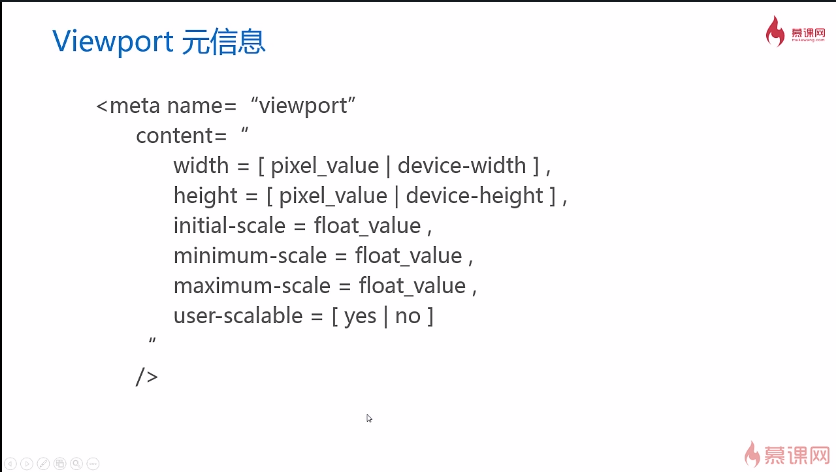 Viewport 元信息
慕课网
<meta name= “viewport”
content= “
width = [ pixel_value | device-width ] ,
height = [ pixel_value | device-height ] ,
initial-scale = float_value ,
minimum-scale = float_value ,
maximum-scale = float_value ,
user-scalable = [ yes | no ]
“
/>
慕课网